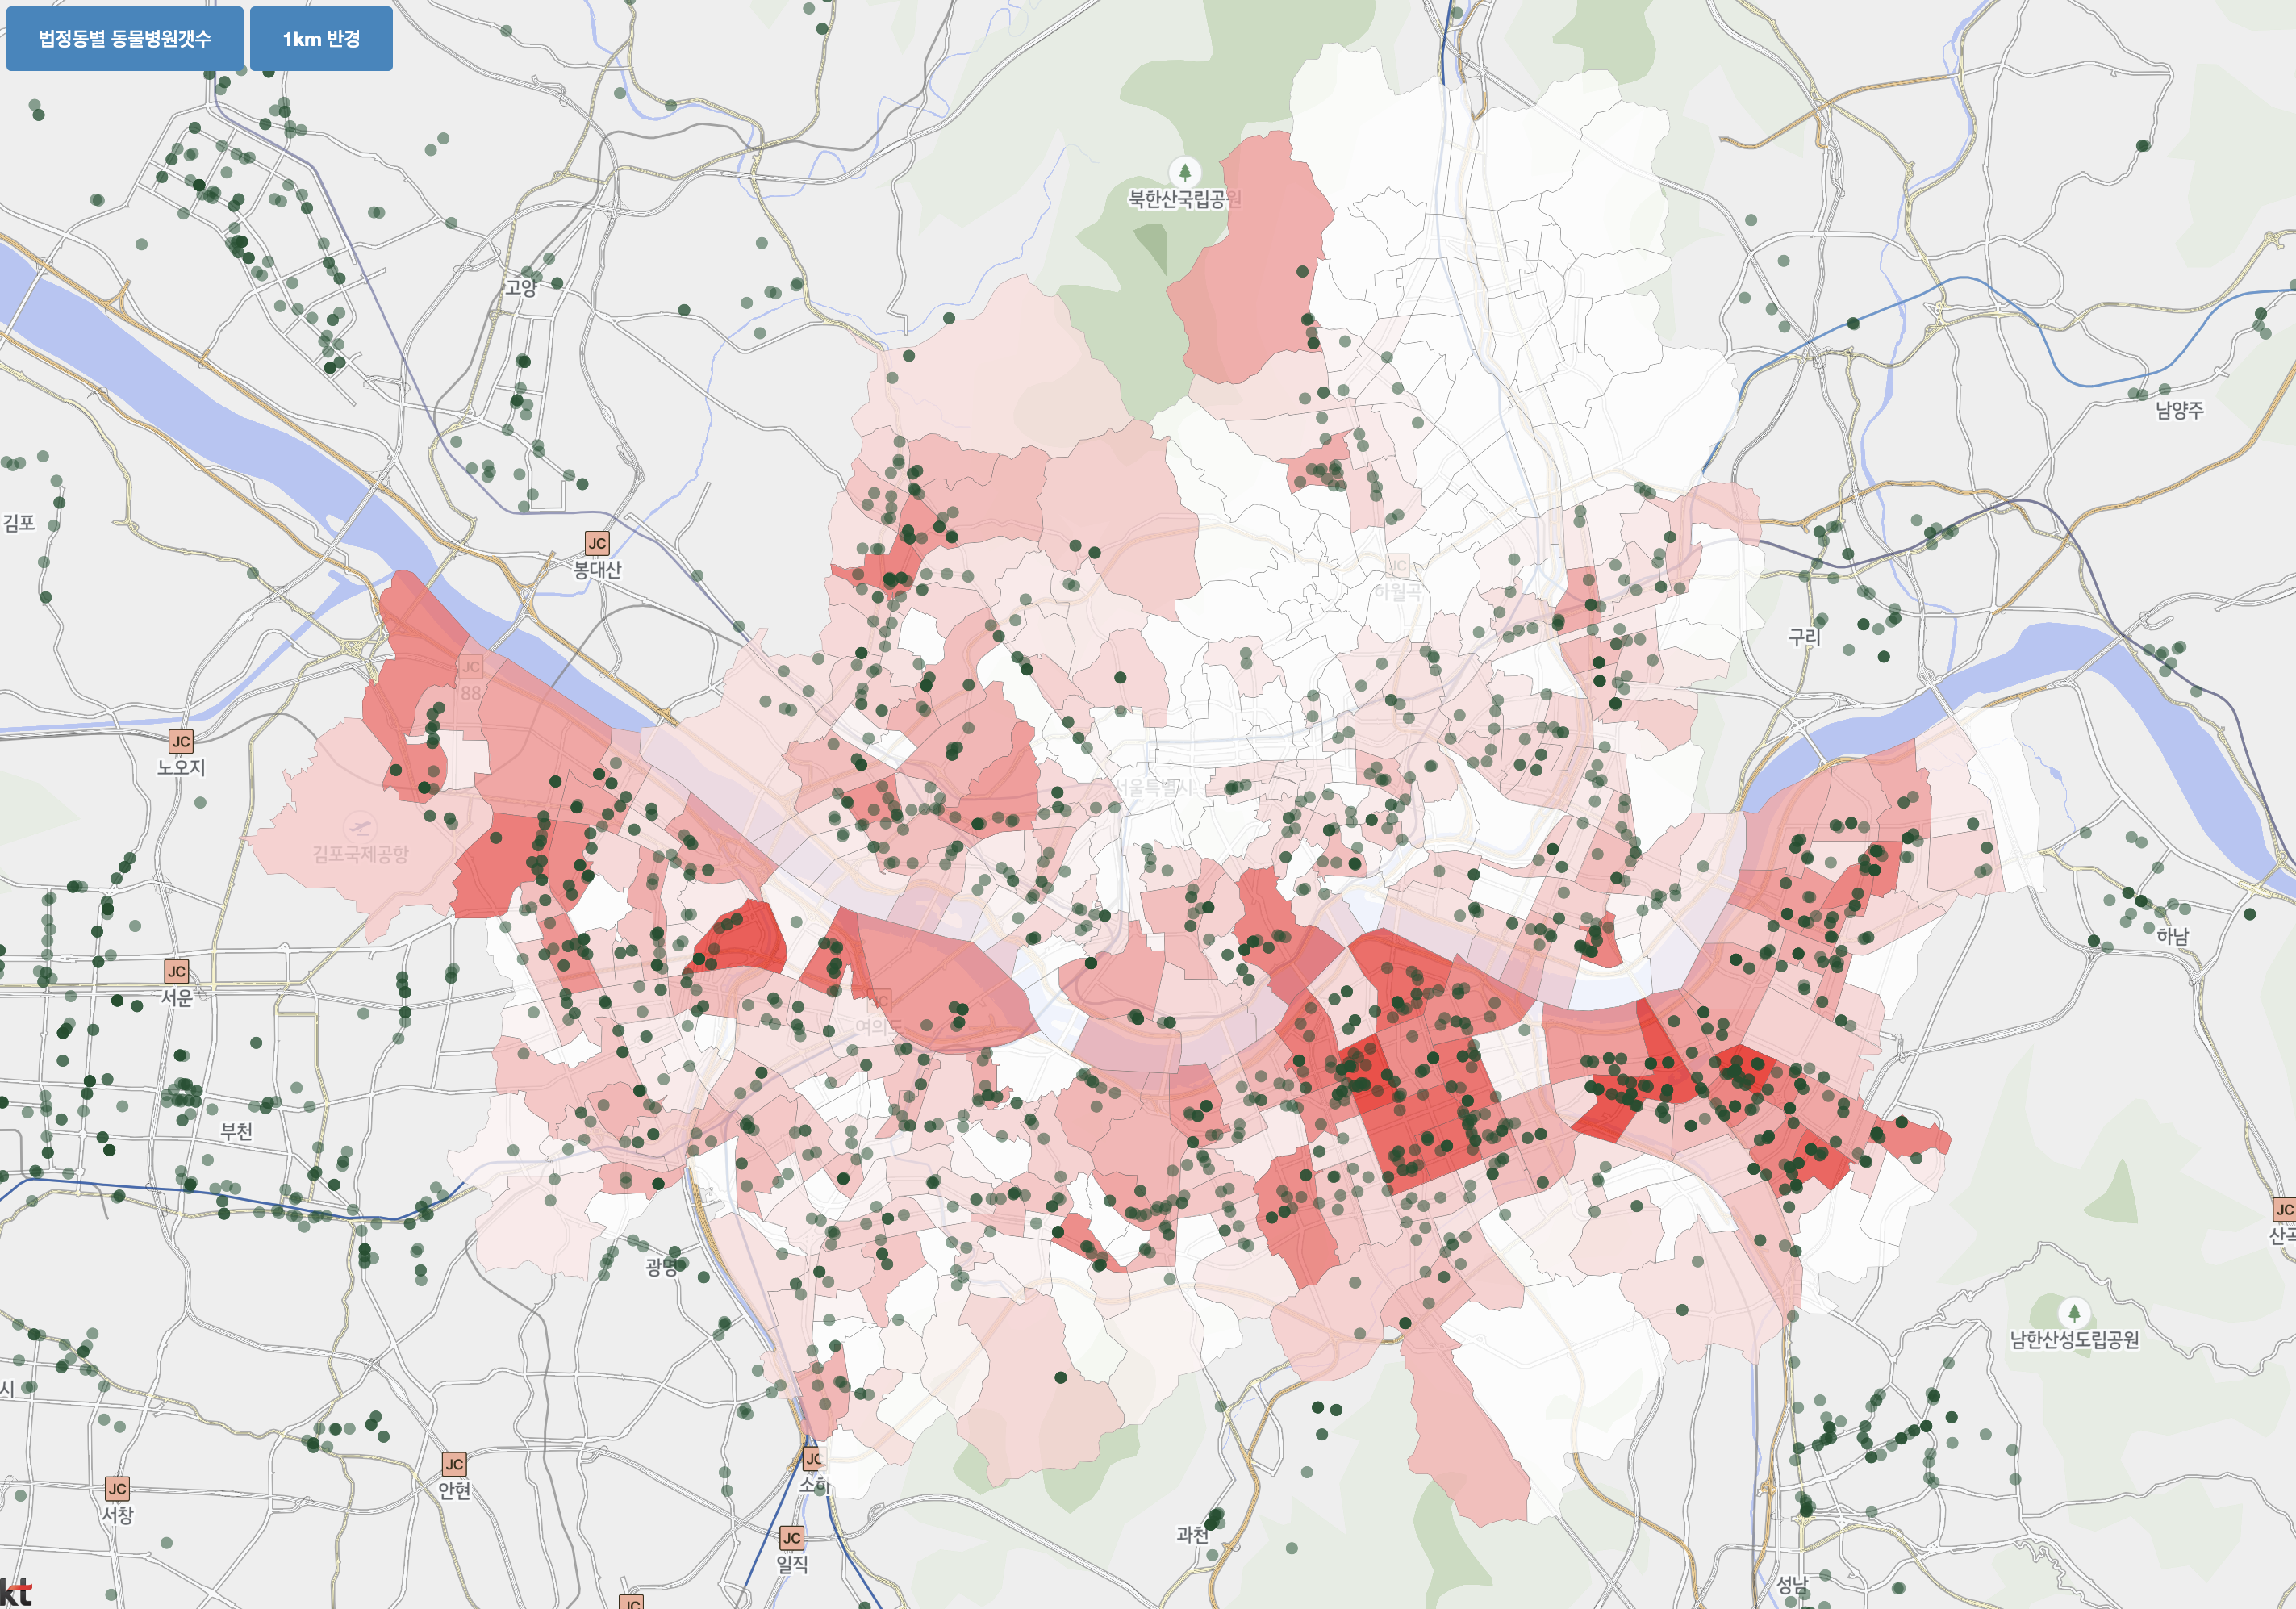 법정동별 동물병원갯수
1km 반경
북한산국립공원
고양
남양주
김포
JC
봉대산
JC
하월곡
구리
JC
88
JC
노오지
서울특별시
김포국제공항
하남
JC
서운
JC
여의도
부천
JC
산곡
광명
남한산성도립공원
시
JC
소하
JC
안현
JC
서창
과천
JC
일직
성남
kt
JC